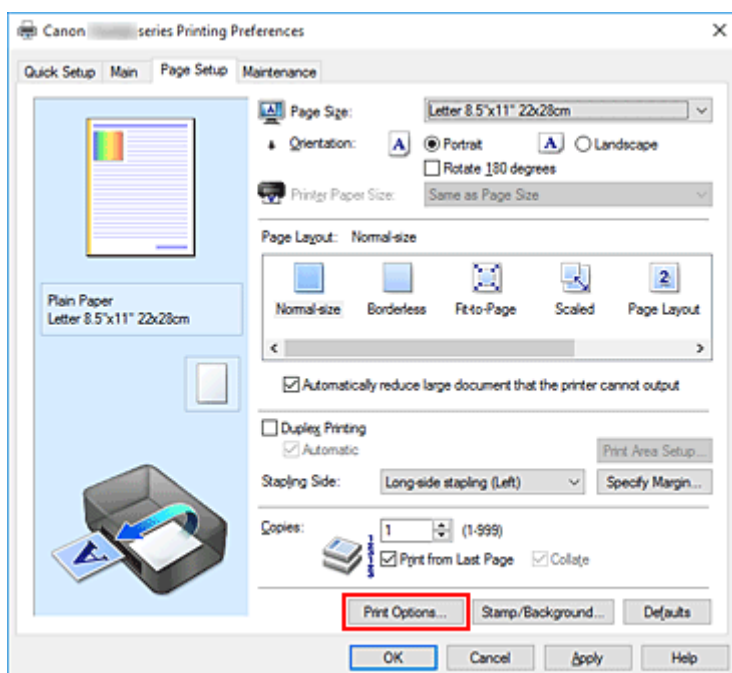 Canon series Printing Preferences
Quick Setup Main Page Setup Maintenance
Page Size: Letter 8.5"x11" 22x28cm
Orientation: A Portrait A Landscape
Rotate 180 degrees
Printer Paper Size: Same as Page Size
Page Layout: Normal-size
2
Normal-size Borderless Fit-to-Page Scaled Page Layout
Plain Paper
Letter 8.5"x11" 22x28cm
Automatically reduce large document that the printer cannot output
Duplex Printing
Automatic Print Area Setup...
Stapling Side: Long-side stapling (Left) Specify Margin...
Copies: 1 (1-999)
Print from Last Page Collate
A
Print Options... Stamp/Background... Defaults
OK Cancel Apply Help